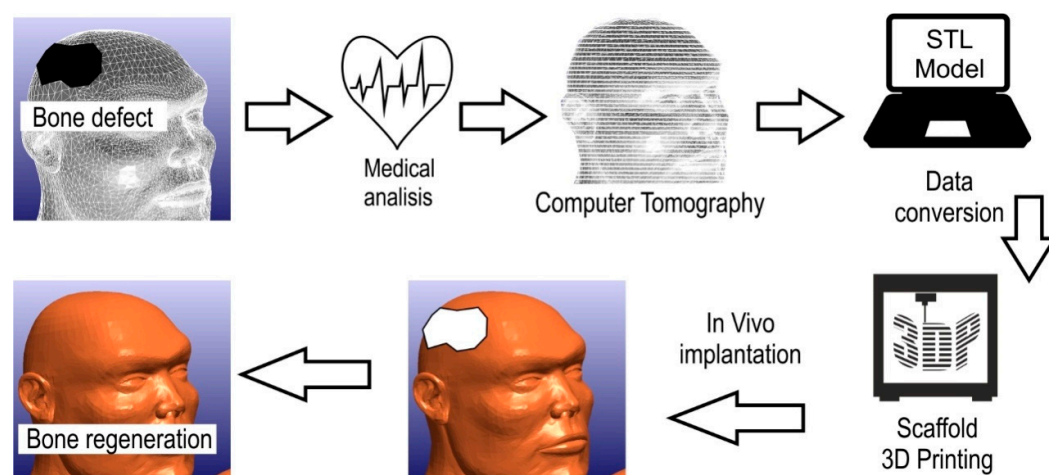 Bone defect
Medical
analisis
Computer Tomography
STL
Model
Data
conversion
3DP
Scaffold
3D Printing
In Vivo
implantation
Bone regeneration